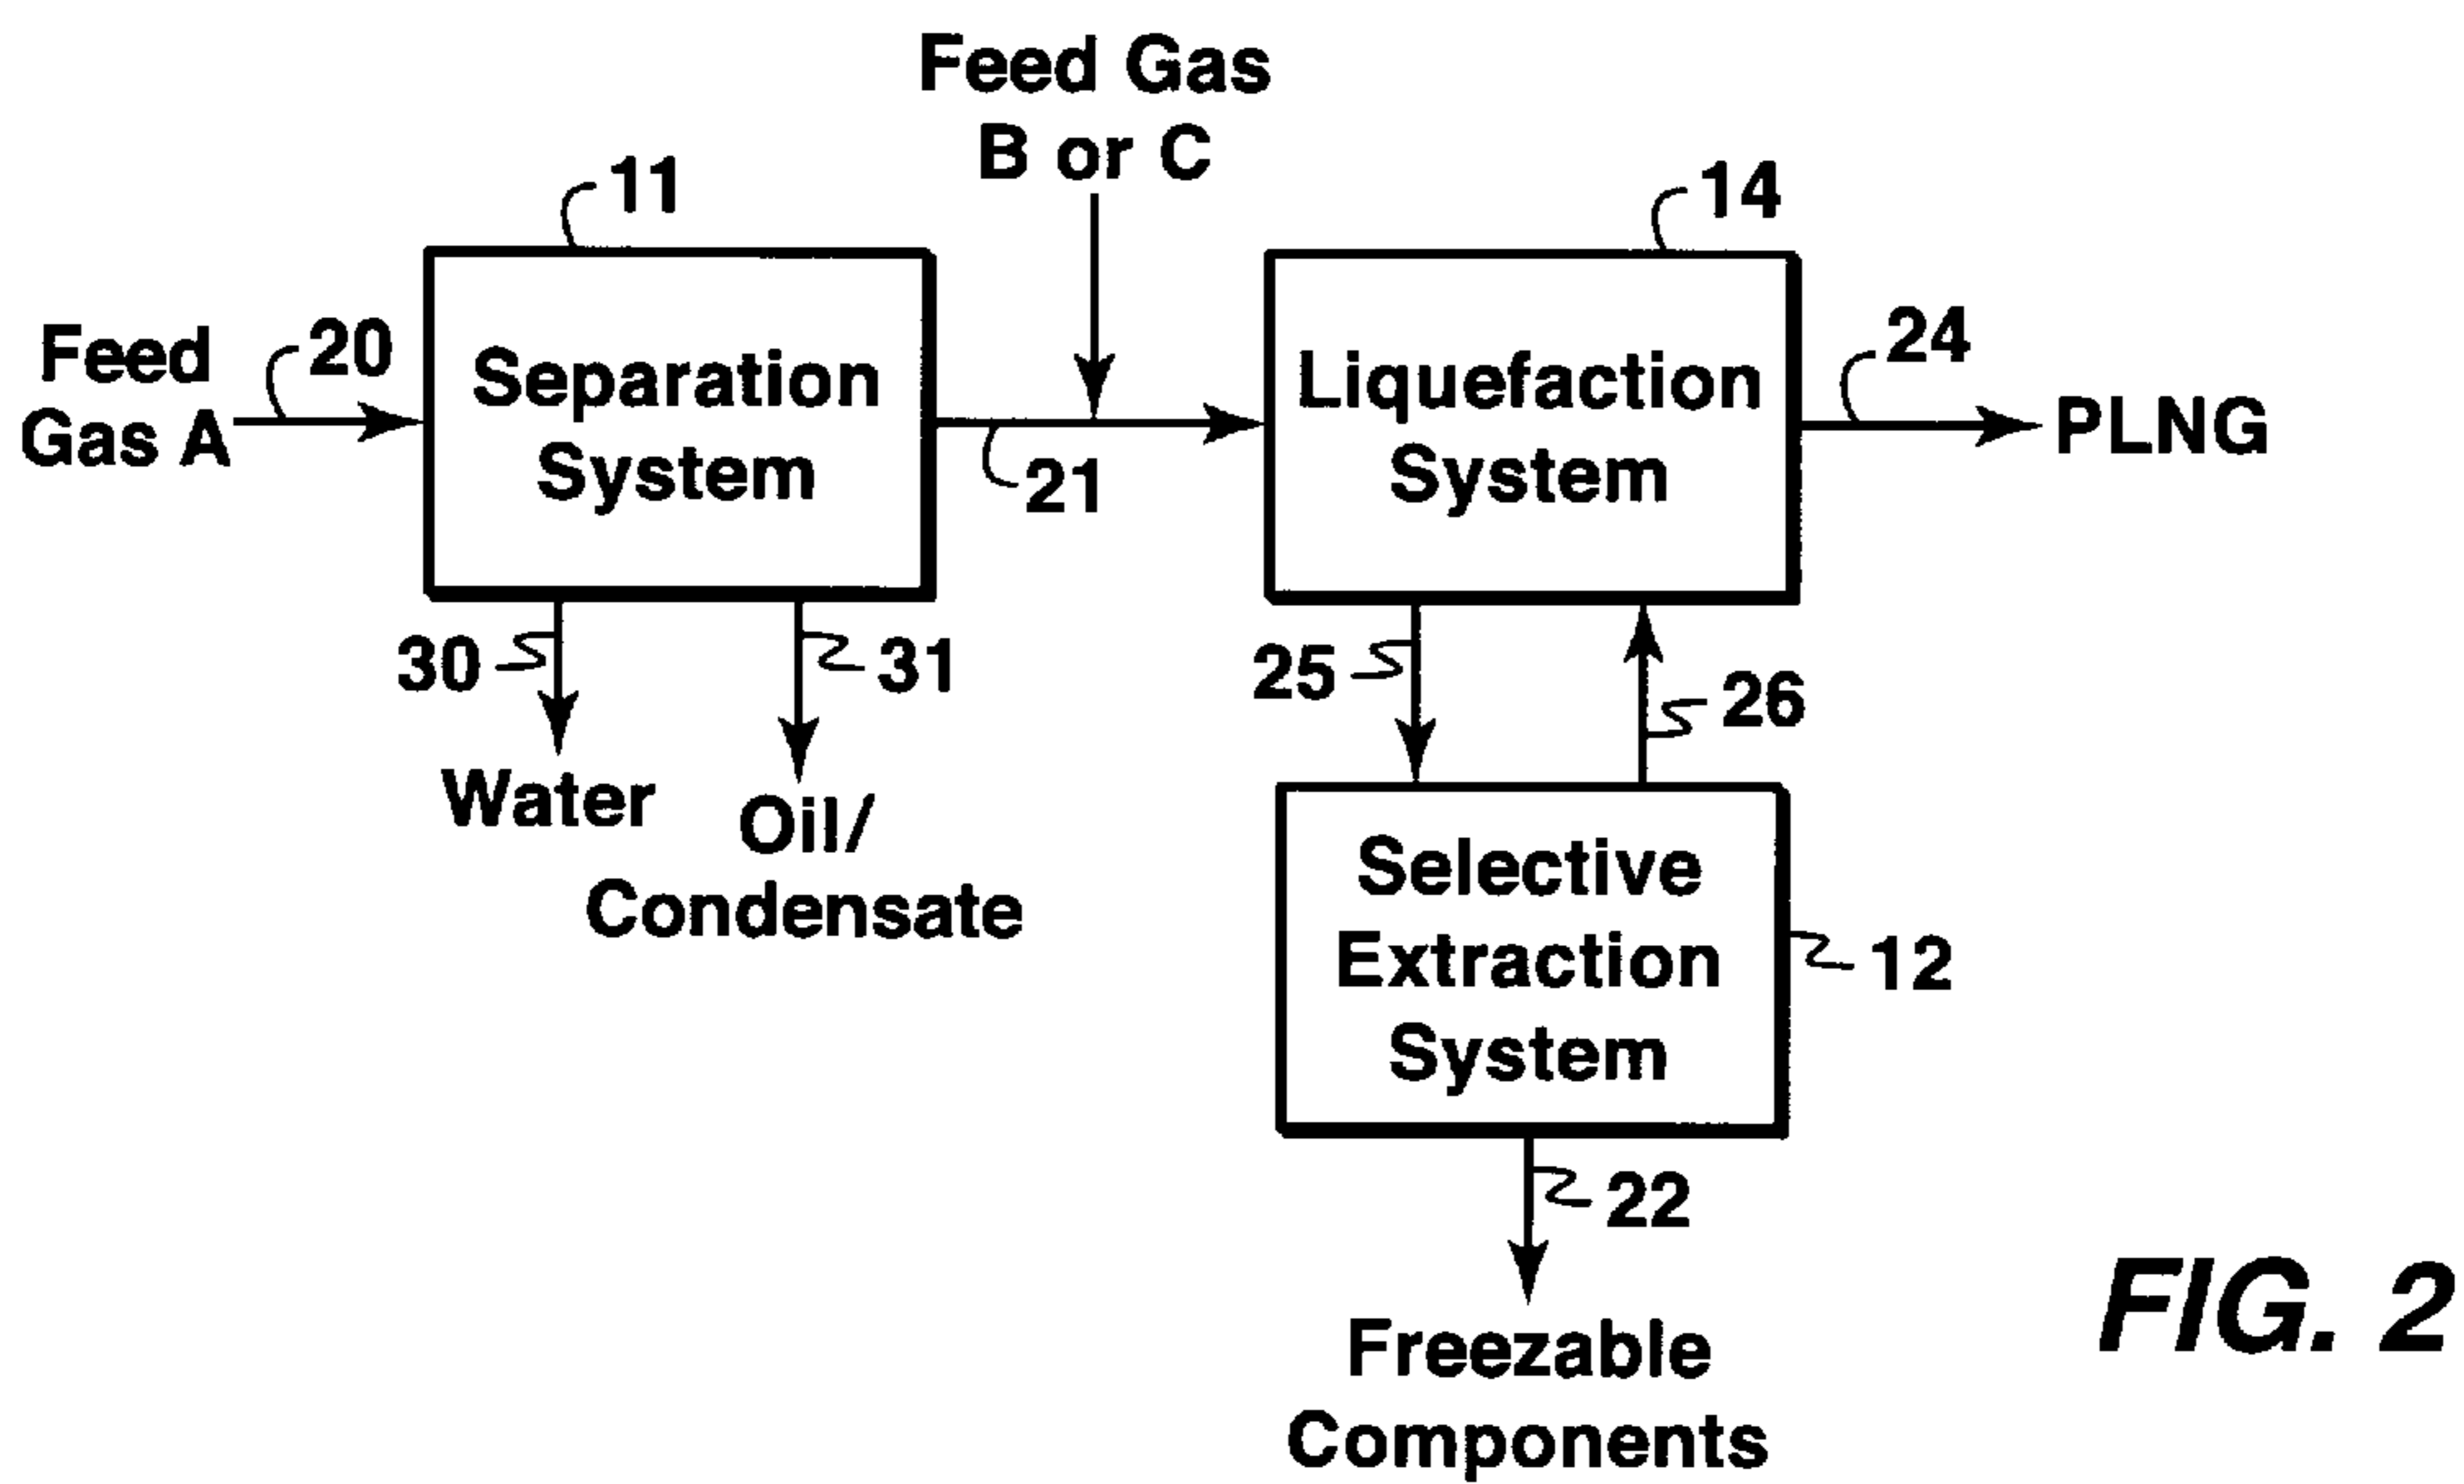 Feed Gas
B or C
11
14
Feed
Gas A
20
Separation
System
21
Liquefaction
System
24
PLNG
30
31
25
26
Water
Oil/
Condensate
Selective
Extraction
System
12
22
Freezable
Components
FIG. 2